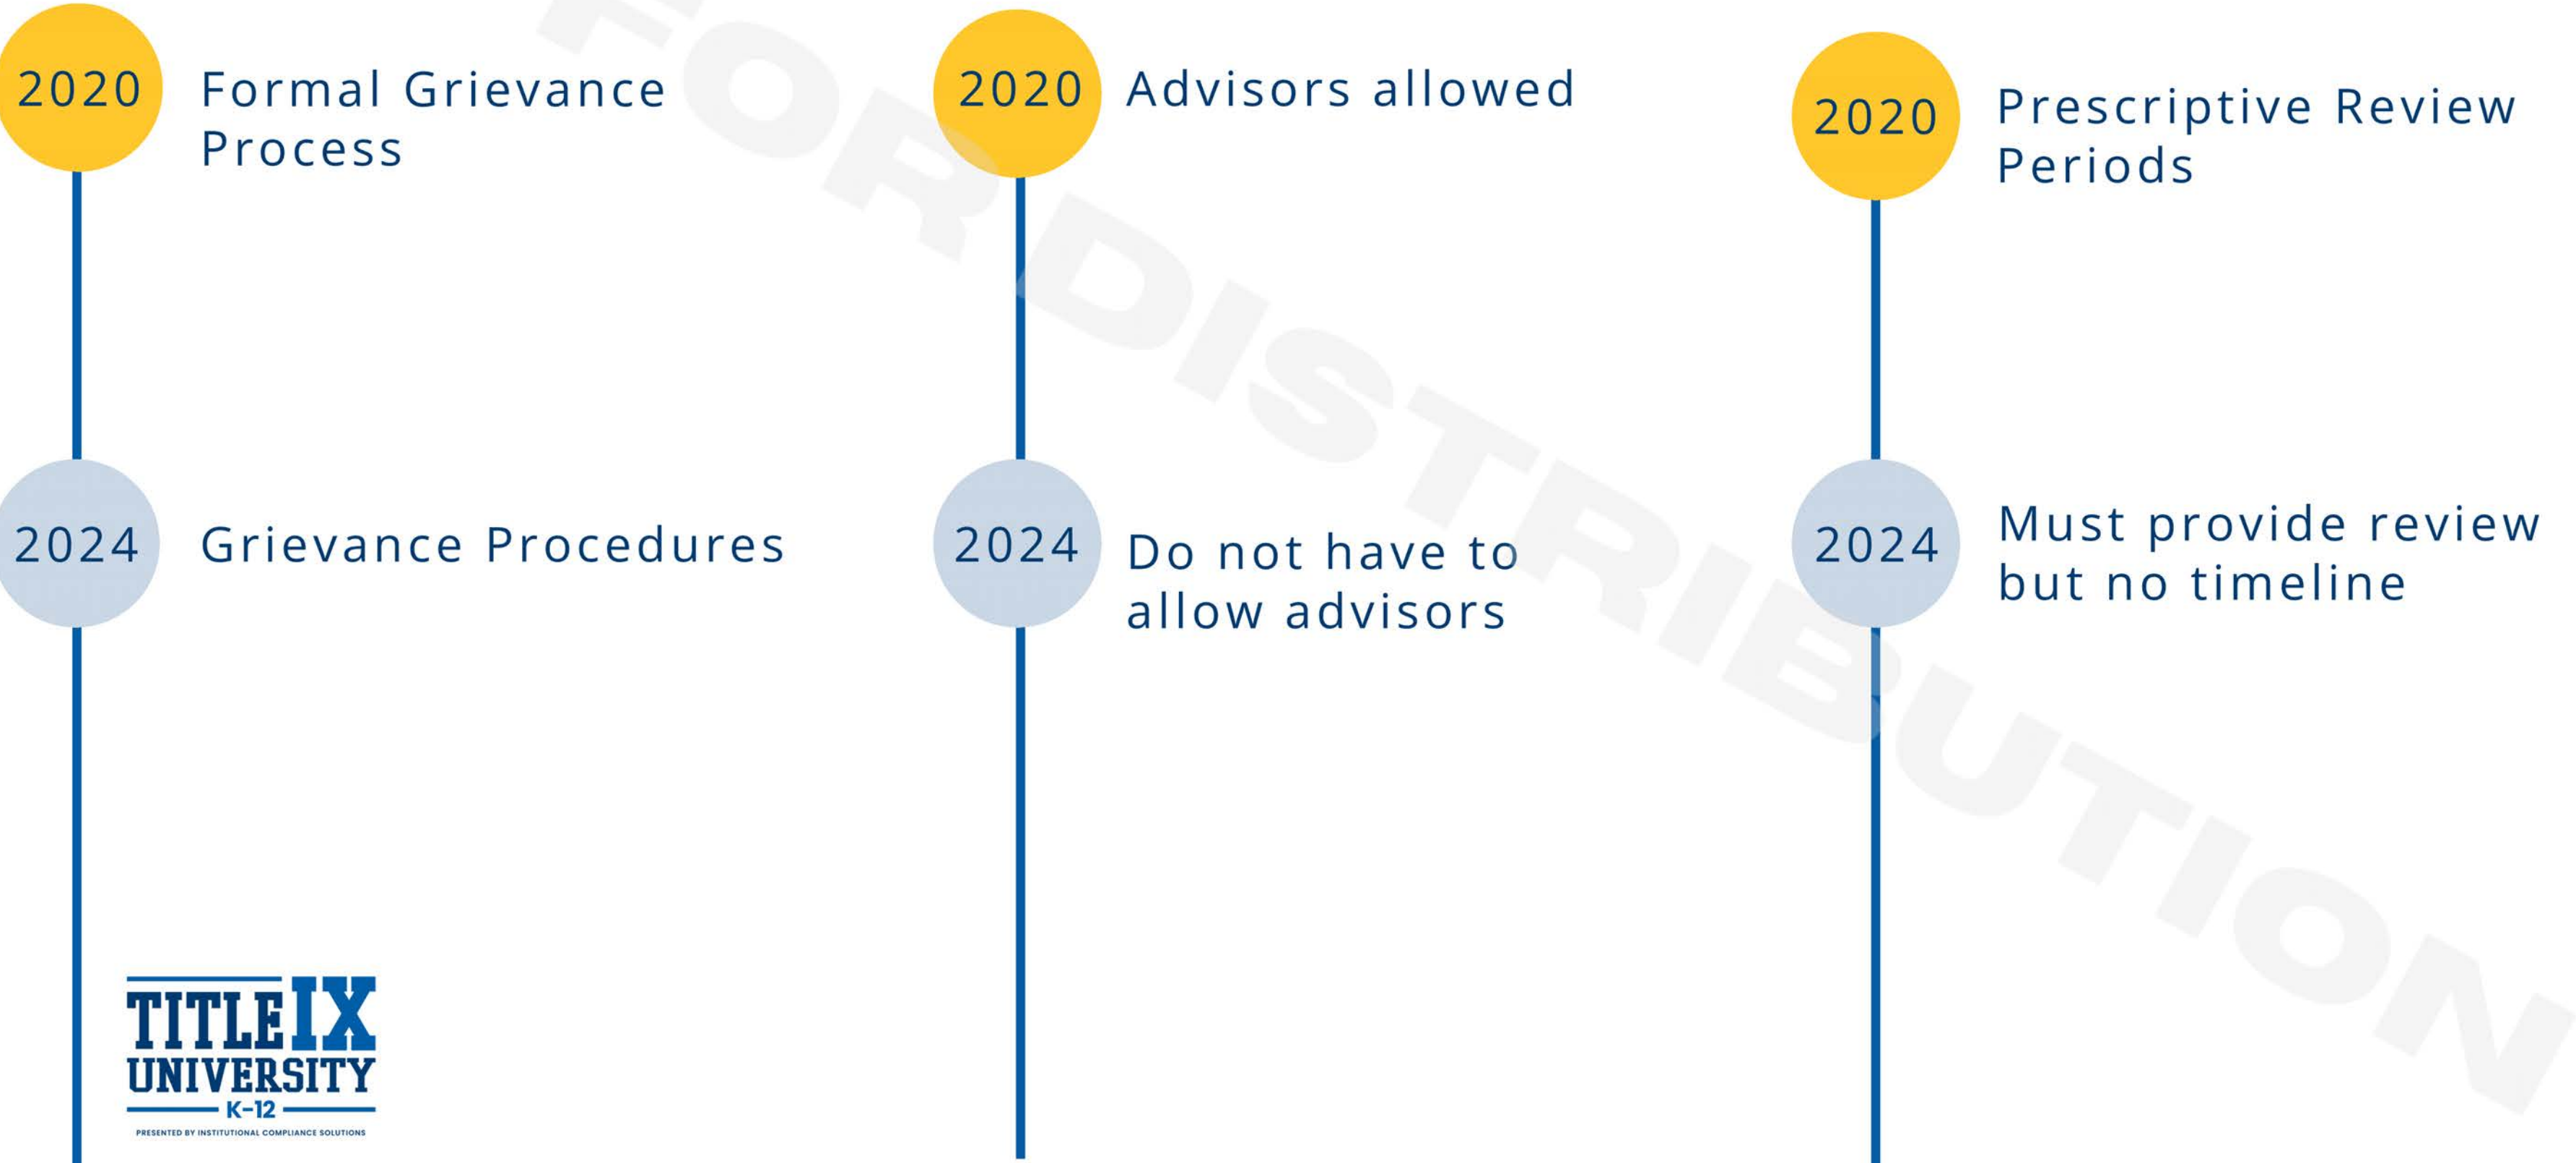 2020
Formal Grievance
Process
2024
Grievance Procedures
2020
Advisors allowed
2024
Do not have to
allow advisors
2020
Prescriptive Review
Periods
2024
Must provide review
but no timeline
FOR DISTRIBUTION
TITLE IX
UNIVERSITY
K-12
PRESENTED BY INSTITUTIONAL COMPLIANCE SOLUTIONS